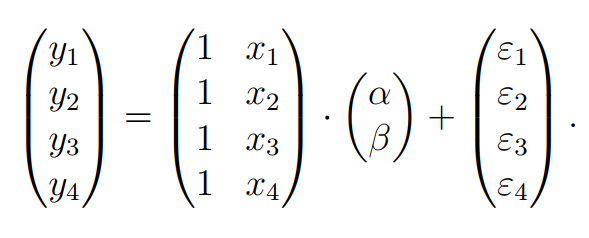 y₁ 1 x₁ ε₁
y₂ 1 x₂ α ε₂
= · +
y₃ 1 x₃ β ε₃ .
y₄ 1 x₄ ε₄